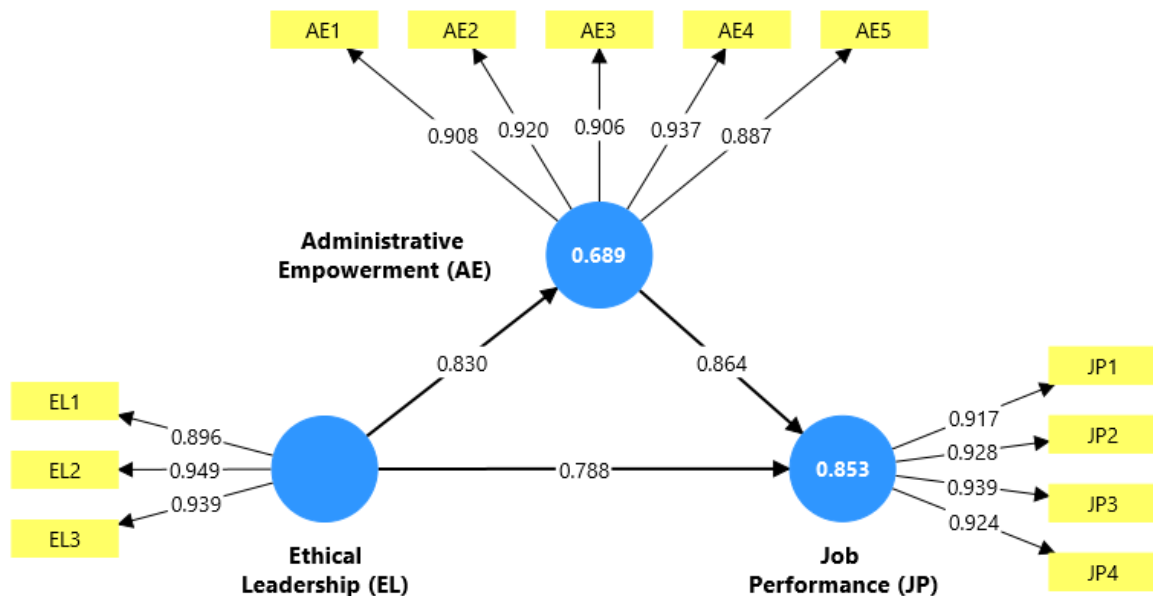 AE1 AE2 AE3 AE4 AE5
0.908 0.920 0.906 0.937 0.887
Administrative
Empowerment (AE)
0.689
0.830 0.864
EL1
EL2
EL3
0.896
0.949
0.939
Ethical
Leadership (EL)
0.788
0.853
Job
Performance (JP)
0.917
0.928
0.939
0.924
JP1
JP2
JP3
JP4